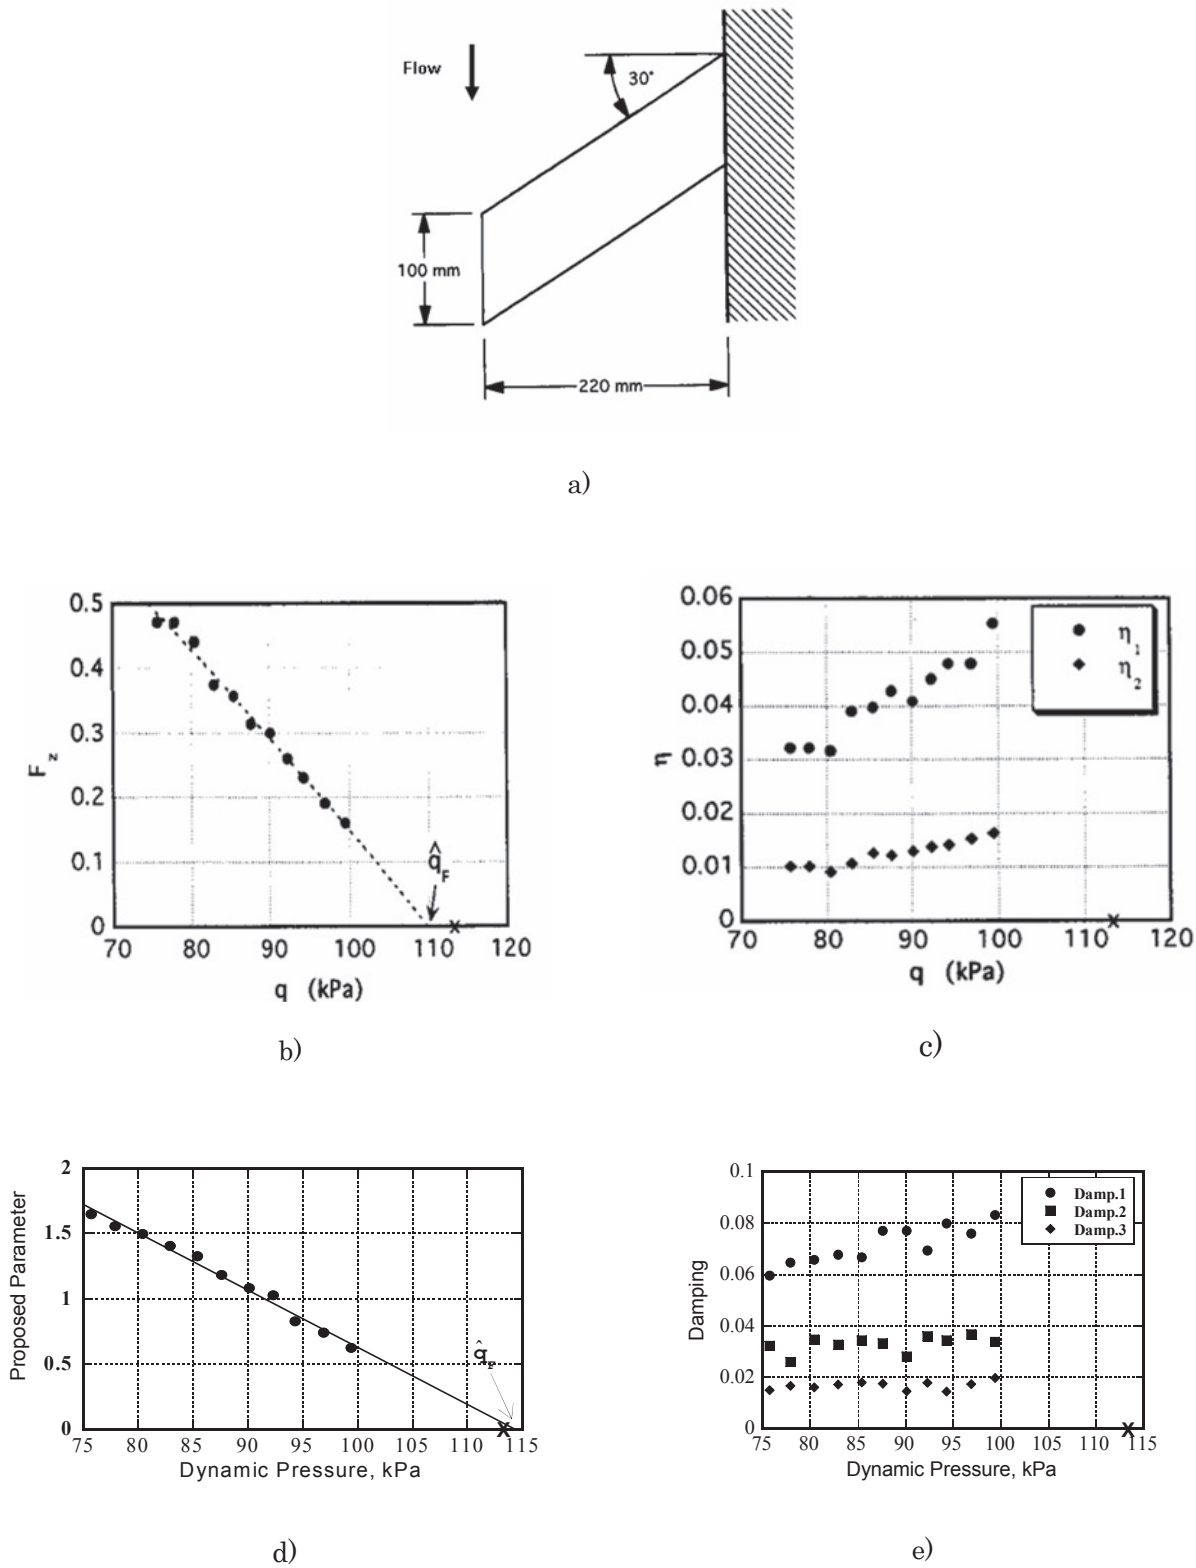 Flow
30°
100 mm
220 mm
a)
0.5
0.4
0.3
0.2
0.1
0
F_z
q̂_F
×
70 80 90 100 110 120
q (kPa)
b)
0.06
0.05
0.04
0.03
0.02
0.01
0
η
η_1
η_2
×
70 80 90 100 110 120
q (kPa)
c)
2
1.5
1
0.5
0
Proposed Parameter
q̂_F
×
75 80 85 90 95 100 105 110 115
Dynamic Pressure, kPa
d)
0.1
0.08
0.06
0.04
0.02
0
Damping
Damp.1
Damp.2
Damp.3
×
75 80 85 90 95 100 105 110 115
Dynamic Pressure, kPa
e)